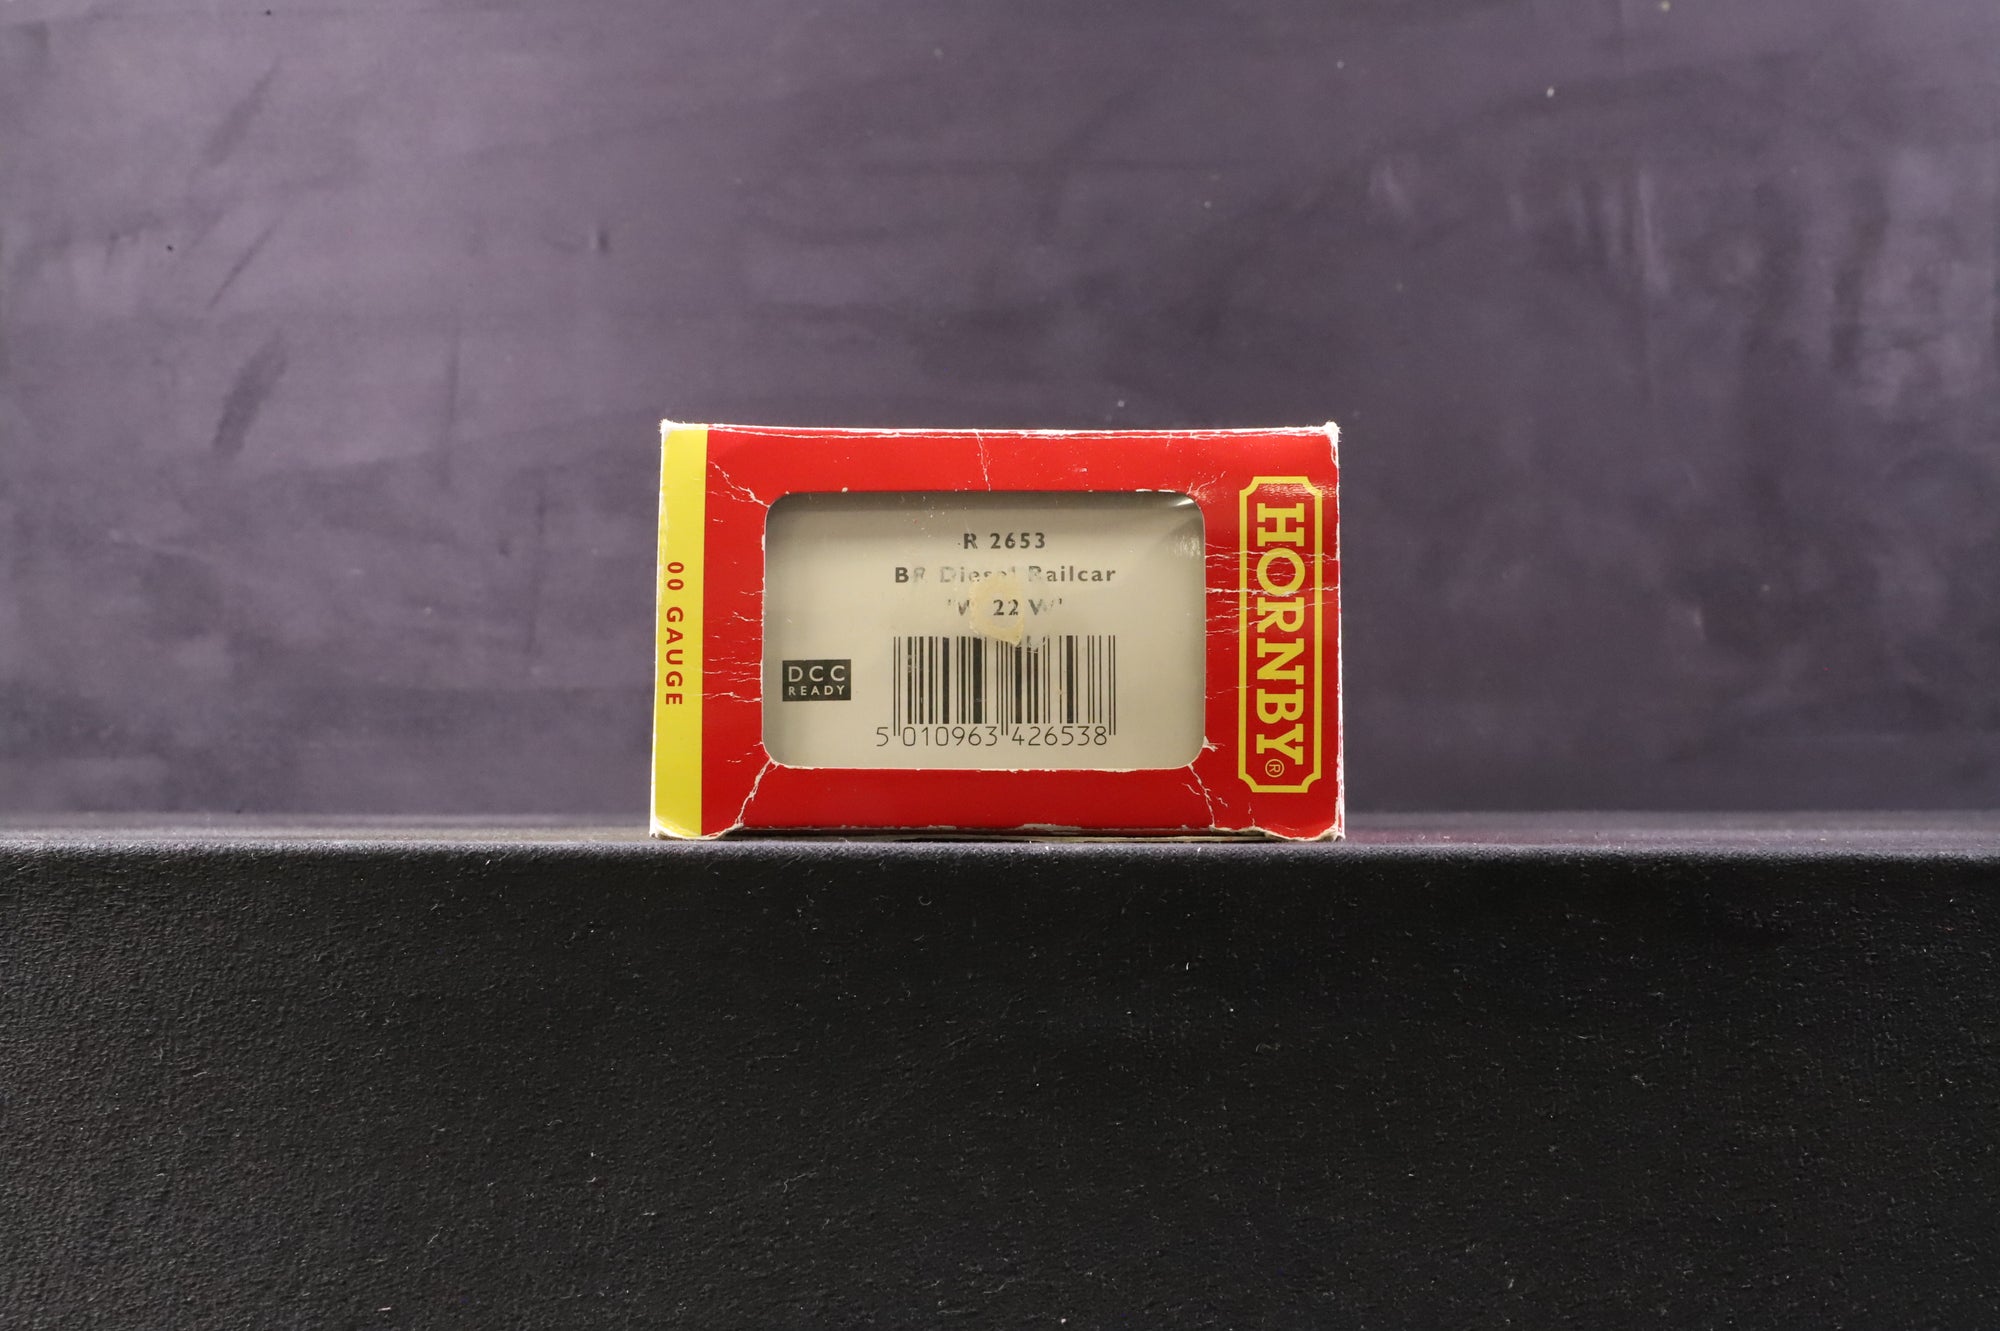 00 GAUGE
R 2653
BR Diesel Railcar
'W 22 W'
DCC
READY
5 010963 426538
HORNBY®